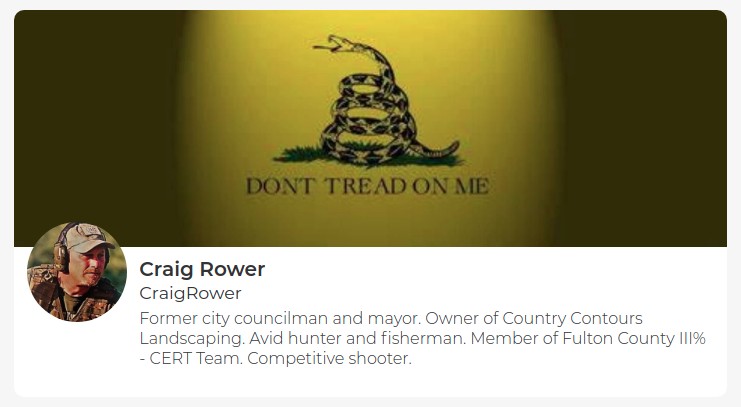 DONT TREAD ON ME
Craig Rower
CraigRower
Former city councilman and mayor. Owner of Country Contours
Landscaping. Avid hunter and fisherman. Member of Fulton County III%
- CERT Team. Competitive shooter.